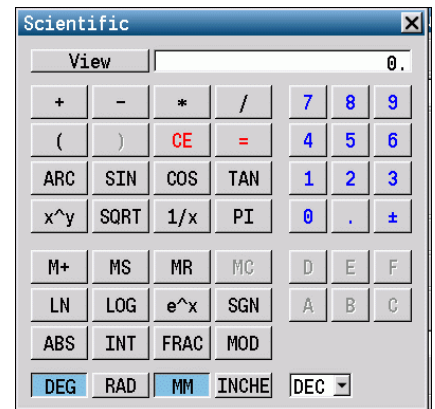 Scientific
View 0.
+ - * / 7 8 9
( ) CE = 4 5 6
ARC SIN COS TAN 1 2 3
x^y SQRT 1/x PI 0 . ±
M+ MS MR MC D E F
LN LOG e^x SGN A B C
ABS INT FRAC MOD
DEG RAD MM INCHE DEC